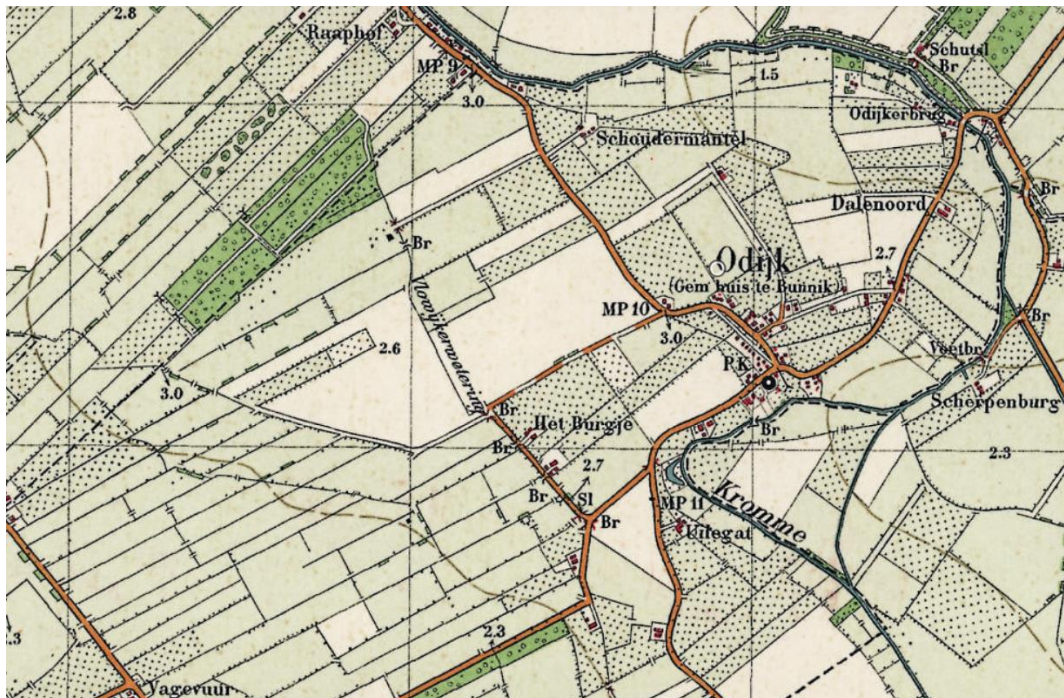 2.8
Raaphof
MP 9
3.0
1.5
Schutsl
Br
Odijkerbrug
Schoudermantel
Br
Dalenoord
Br
2.7
Odijk
(Gem huis te Bunnik)
MP 10
3.0
Br
2.6
P.K
Voetbr
3.0
Br
Scherpenburg
Het Burgje
Br
Br
2.3
2.7
Br
Sl
Kromme
MP 11
Br
Uitegat
2.3
.3
Vagevuur